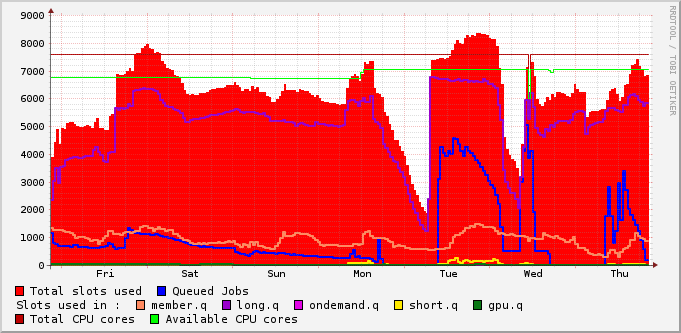 9000
8000
7000
6000
5000
4000
3000
2000
1000
0
Fri Sat Sun Mon Tue Wed Thu
RRDTOOL / TOBI OETIKER
Total slots used Queued Jobs
Slots used in : member.q long.q ondemand.q short.q gpu.q
Total CPU cores Available CPU cores